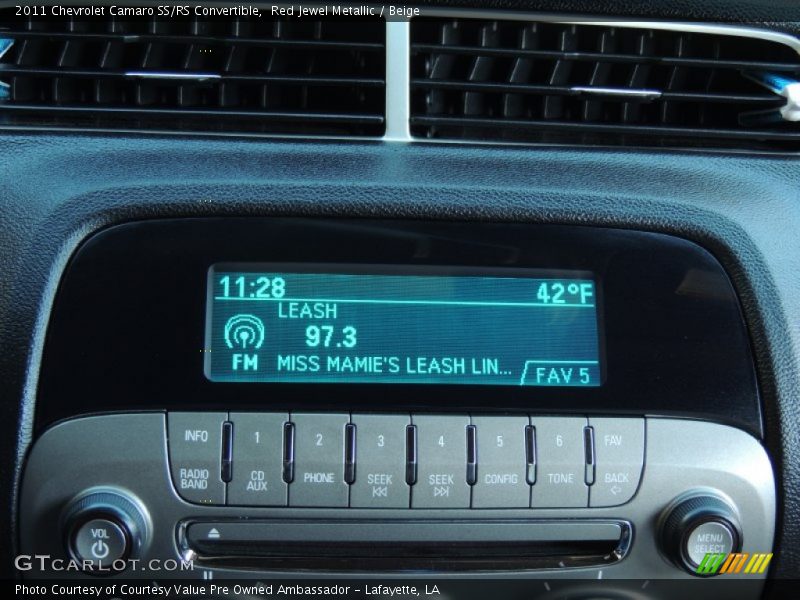 2011 Chevrolet Camaro SS/RS Convertible, Red Jewel Metallic / Beige
11:28 42°F
LEASH
97.3
FM MISS MAMIE'S LEASH LIN... FAV 5
INFO 1 2 3 4 5 6 FAV
RADIO BAND CD AUX PHONE SEEK SEEK CONFIG TONE BACK
VOL
MENU SELECT
GTCARLOT.COM
Photo Courtesy of Courtesy Value Pre Owned Ambassador - Lafayette, LA